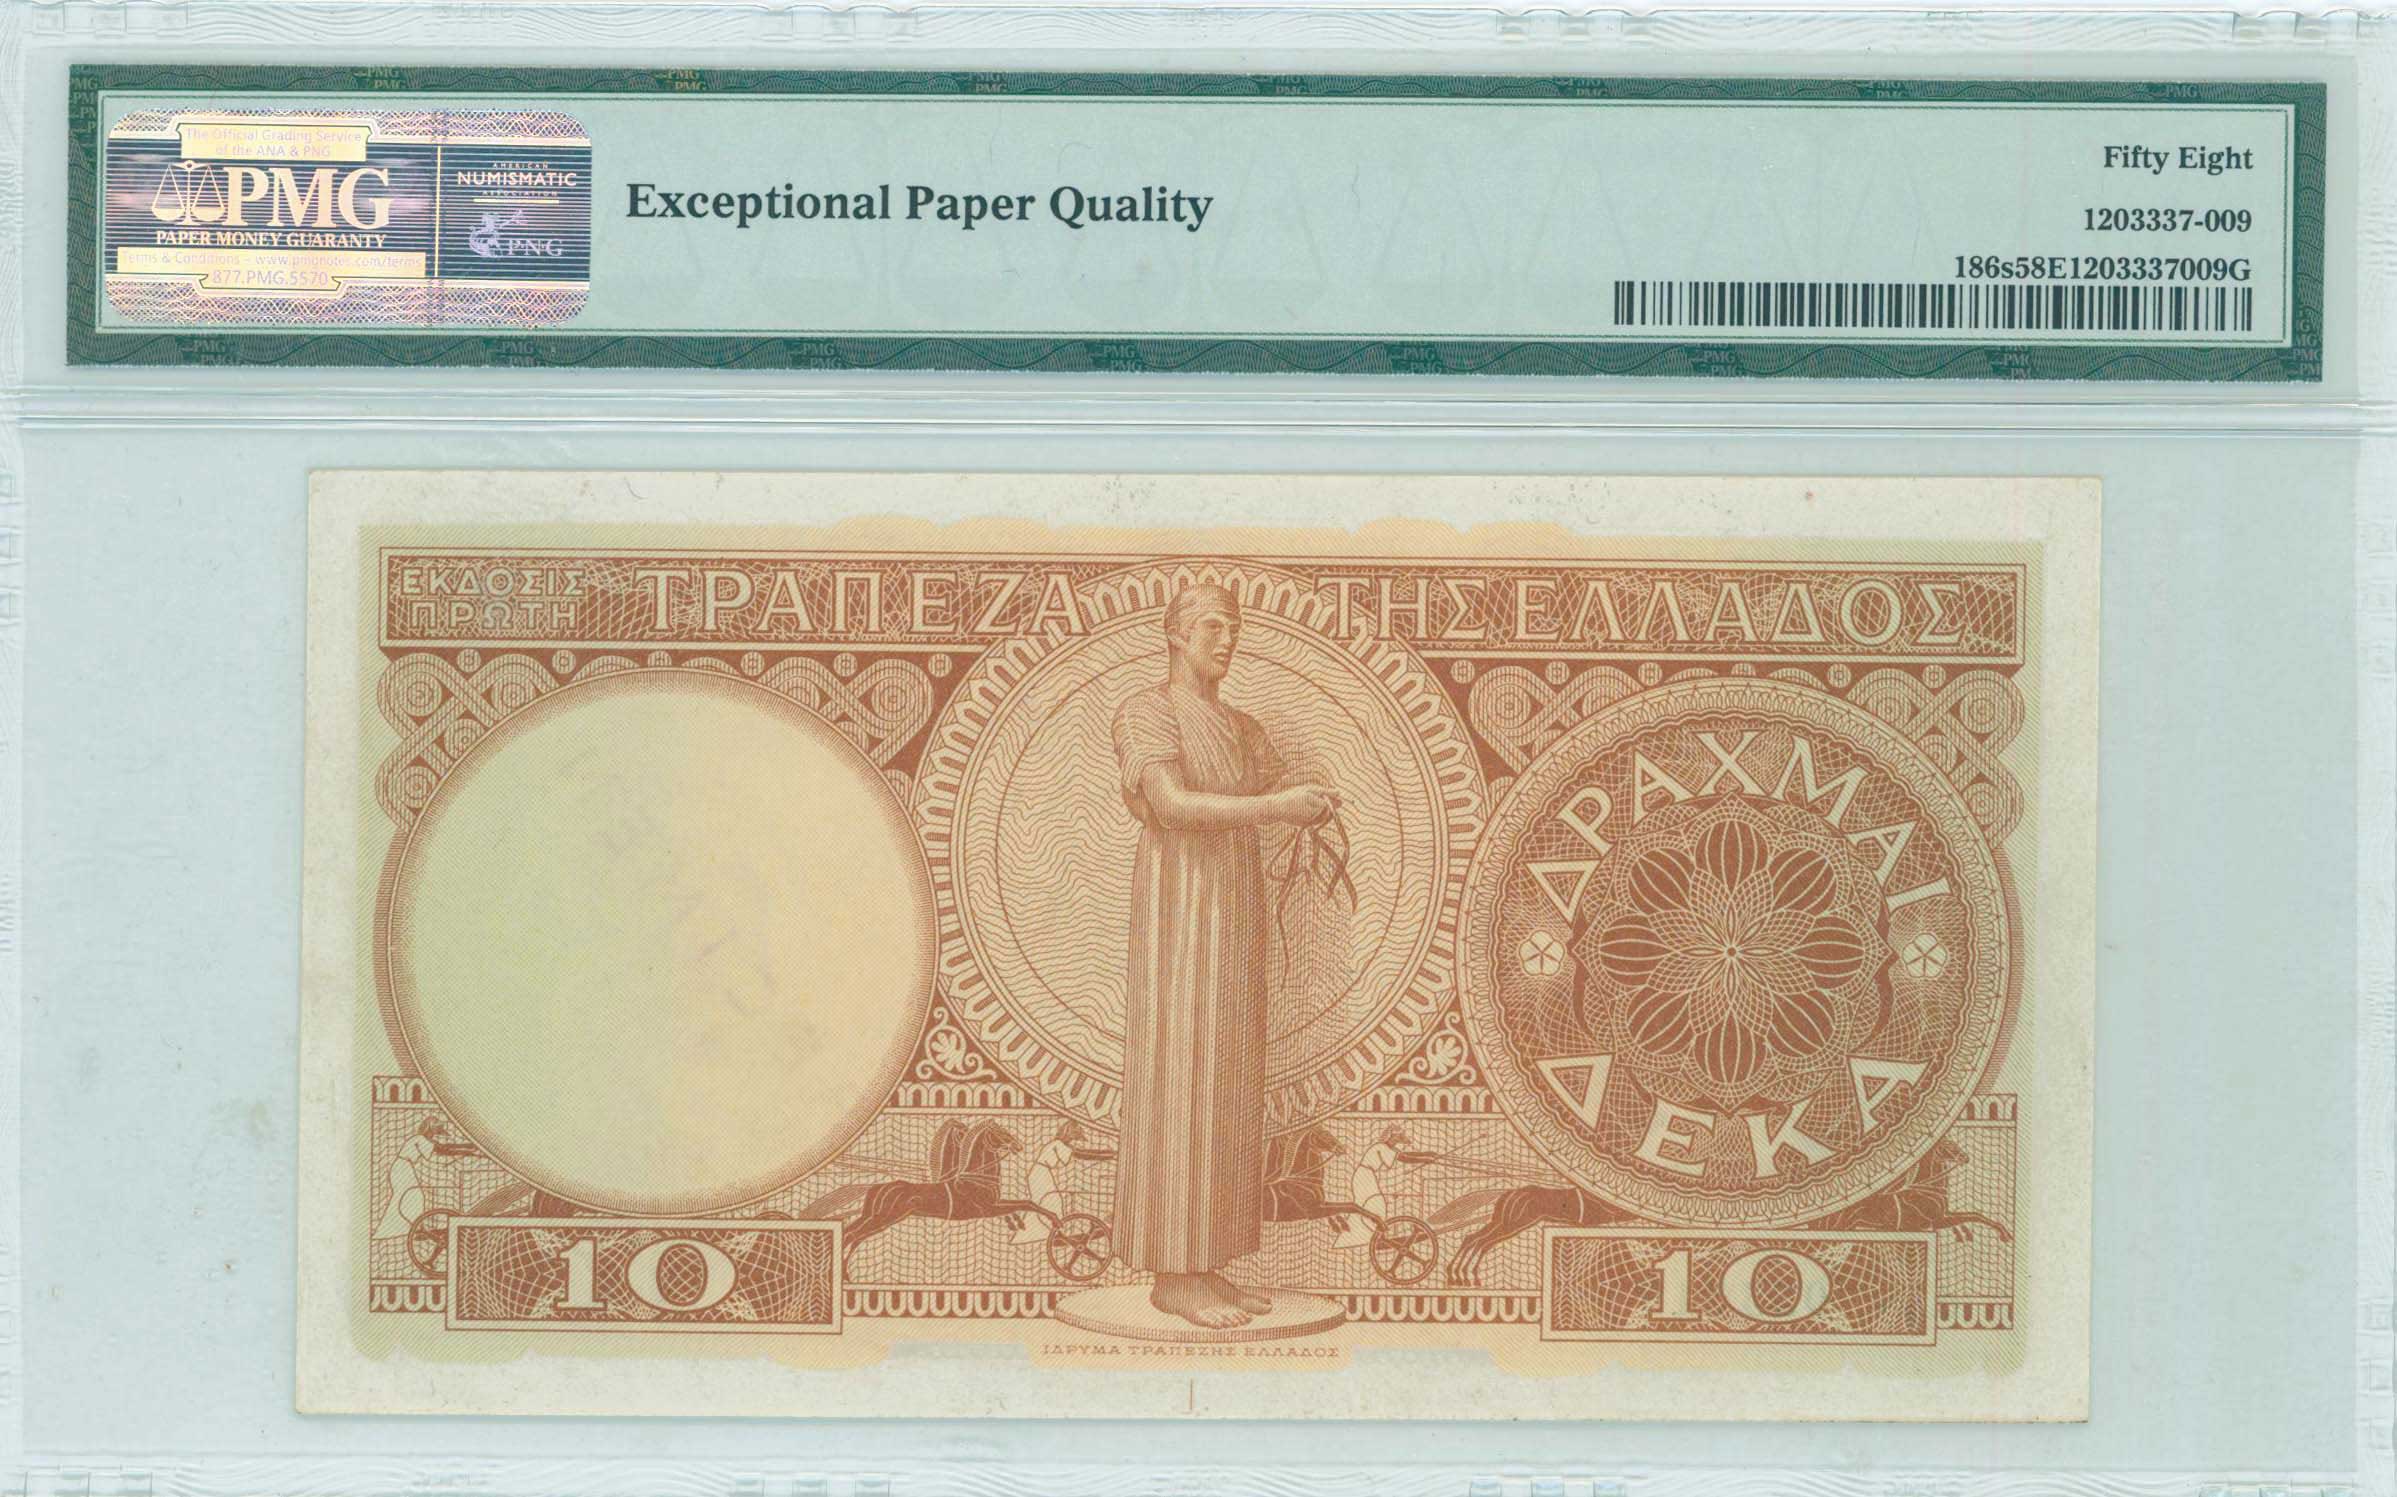 The Official Grading Service
of the ANA & PNG
PMG
PAPER MONEY GUARANTY
Terms & Conditions – www.pmgnotes.com/terms
877.PMG.5570
AMERICAN
NUMISMATIC
ASSOCIATION
PNG
Exceptional Paper Quality
Fifty Eight
1203337-009
186s58E1203337009G
ΕΚΔΟΣΙΣ
ΠΡΩΤΗ
ΤΡΑΠΕΖΑ ΤΗΣ ΕΛΛΑΔΟΣ
ΔΡΑΧΜΑΙ
ΔΕΚΑ
10
10
ΙΔΡΥΜΑ ΤΡΑΠΕΖΗΣ ΕΛΛΑΔΟΣ